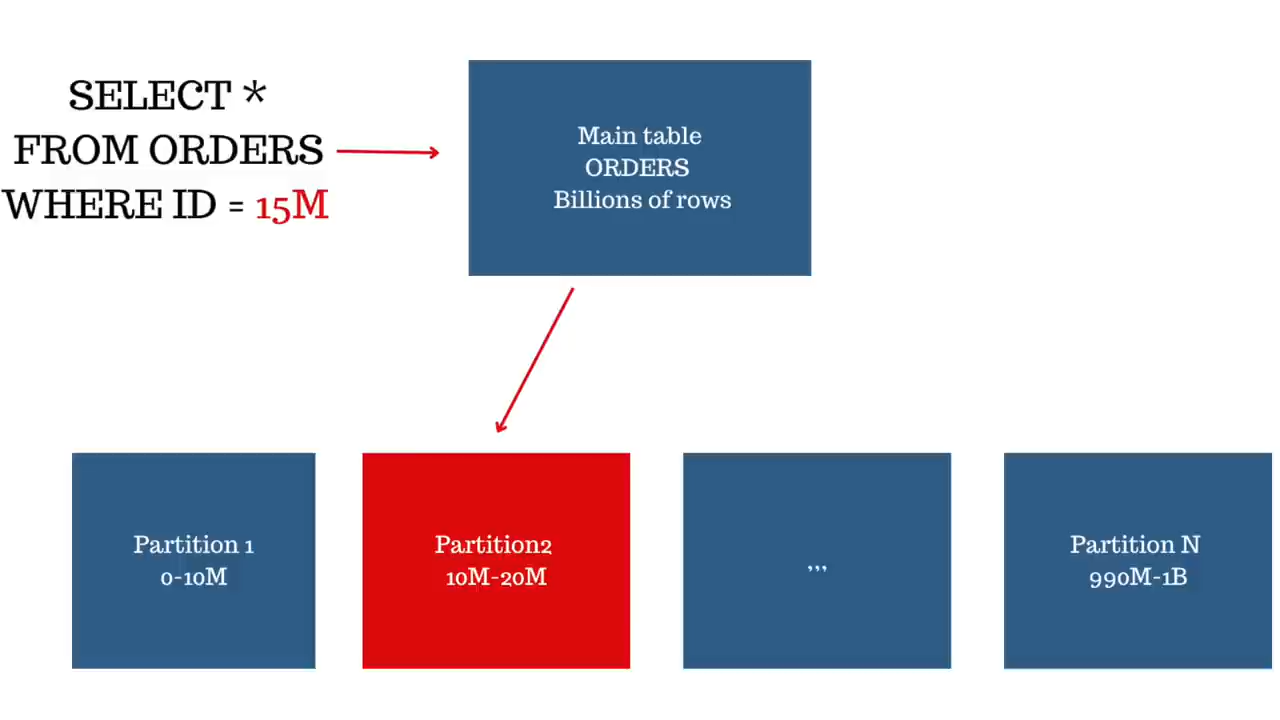 SELECT *
FROM ORDERS
WHERE ID = 15M
Main table
ORDERS
Billions of rows
Partition 1
0-10M
Partition2
10M-20M
,,,
Partition N
990M-1B